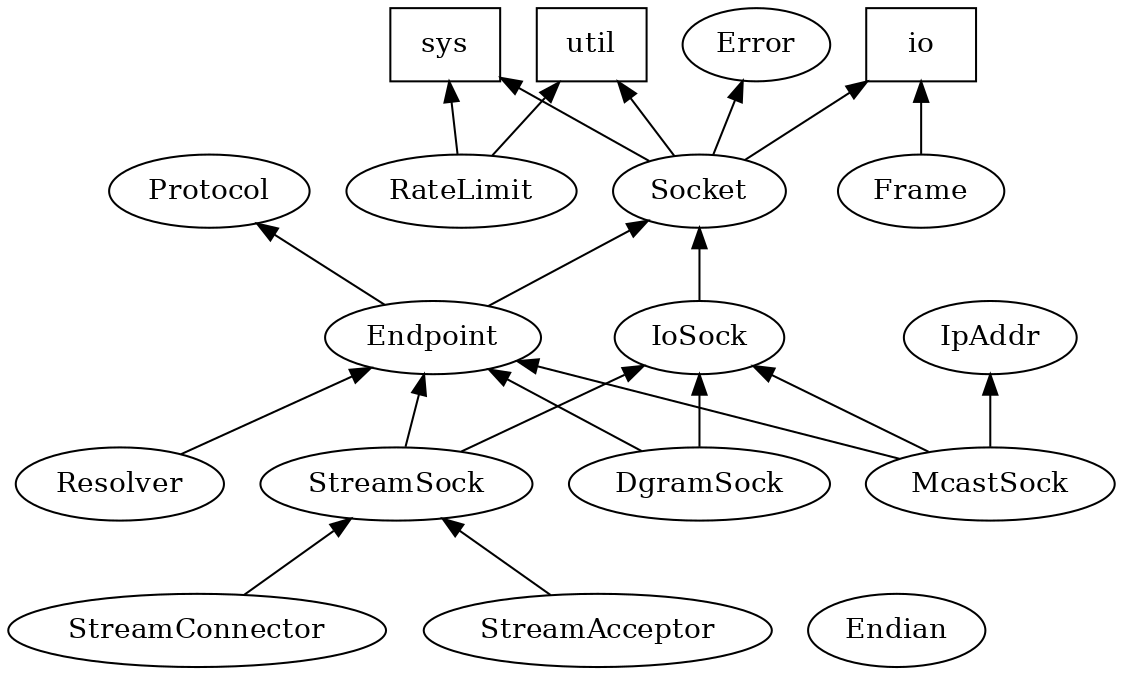 sys
util
Error
io
Protocol
RateLimit
Socket
Frame
Endpoint
IoSock
IpAddr
Resolver
StreamSock
DgramSock
McastSock
StreamConnector
StreamAcceptor
Endian